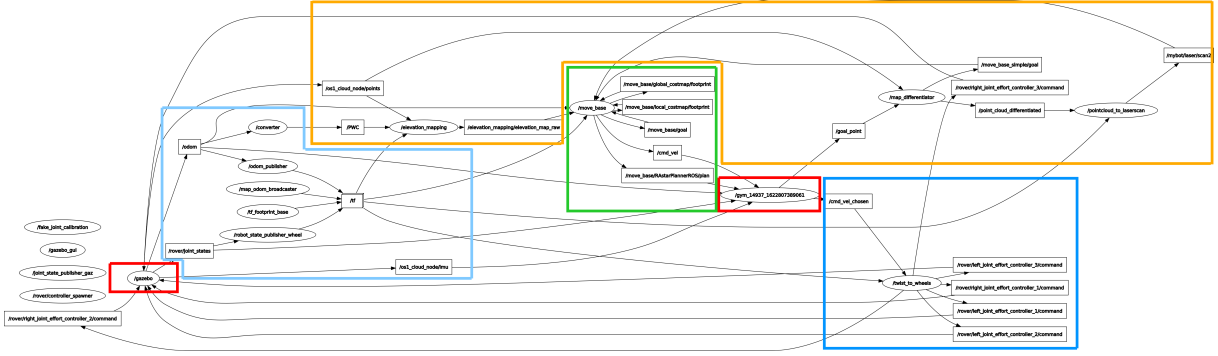 /mybot/laser/scan2
/move_base_simple/goal
/os1_cloud_node/points
/move_base/global_costmap/footprint
/rover/right_joint_effort_controller_3/command
/map_differentiator
/move_base
/move_base/local_costmap/footprint
/point_cloud_differentiated
/pointcloud_to_laserscan
/converter
/PWC
/elevation_mapping
/elevation_mapping/elevation_map_raw
/move_base/goal
/goal_point
/odom
/cmd_vel
/odom_publisher
/move_base/RAstarPlannerROS/plan
/map_odom_broadcaster
/gym_14937_1622807389061
/tf
/cmd_vel_chosen
/tf_footprint_base
/fake_joint_calibration
/robot_state_publisher_wheel
/gazebo_gui
/rover/joint_states
/os1_cloud_node/imu
/rover/left_joint_effort_controller_3/command
/joint_state_publisher_gaz
/gazebo
/twist_to_wheels
/rover/right_joint_effort_controller_1/command
/rover/controller_spawner
/rover/left_joint_effort_controller_1/command
/rover/right_joint_effort_controller_2/command
/rover/left_joint_effort_controller_2/command